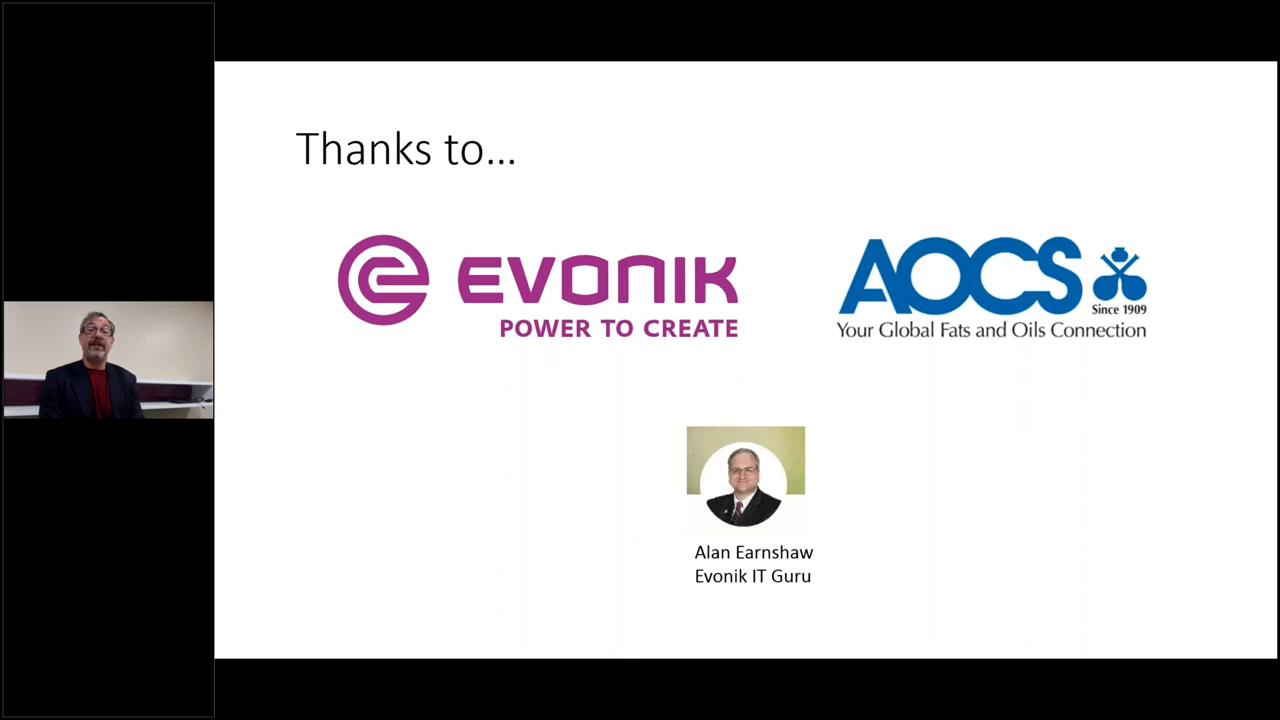 Thanks to...
EVONIK
POWER TO CREATE
AOCS
Since 1909
Your Global Fats and Oils Connection
Alan Earnshaw
Evonik IT Guru